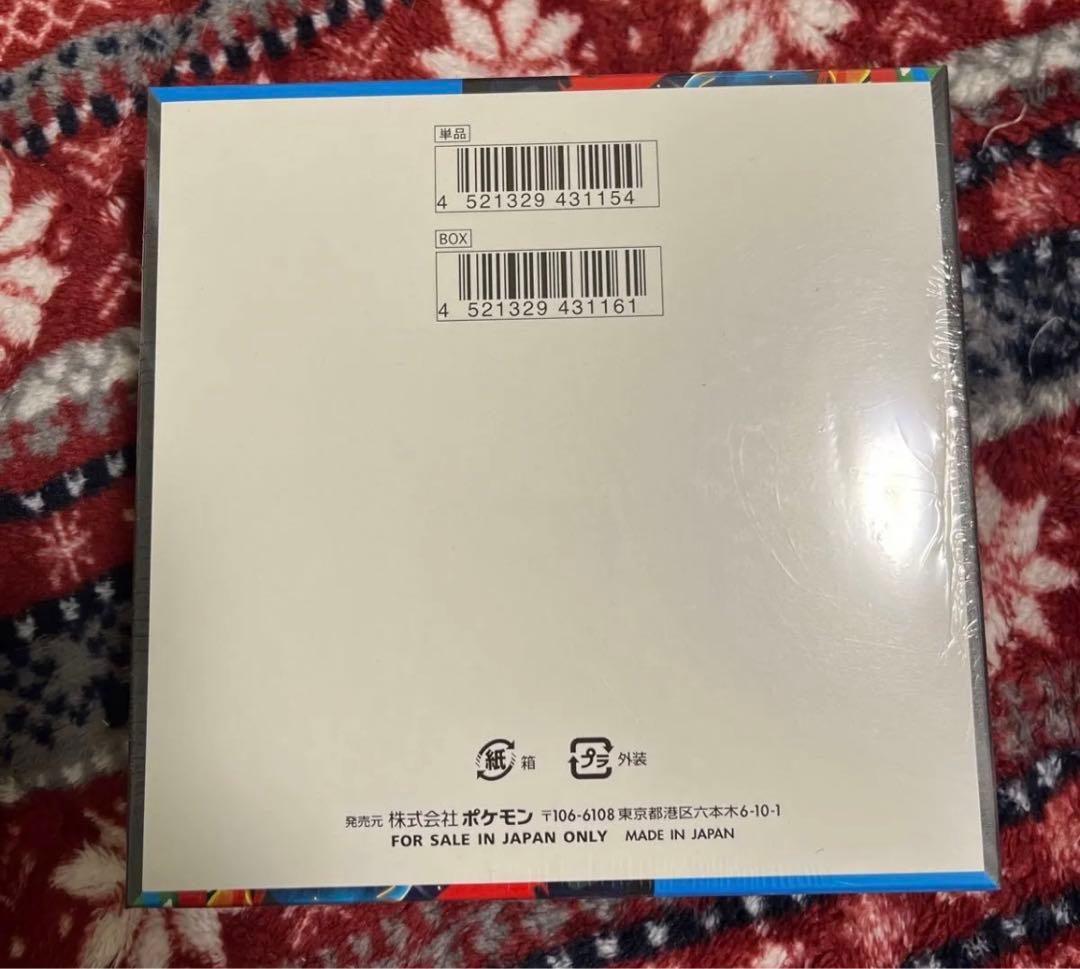 単品
4 521329 431154
BOX
4 521329 431161
紙 箱 プラ 外装
発売元 株式会社 ポケモン 〒106-6108 東京都港区六本木6-10-1
FOR SALE IN JAPAN ONLY MADE IN JAPAN